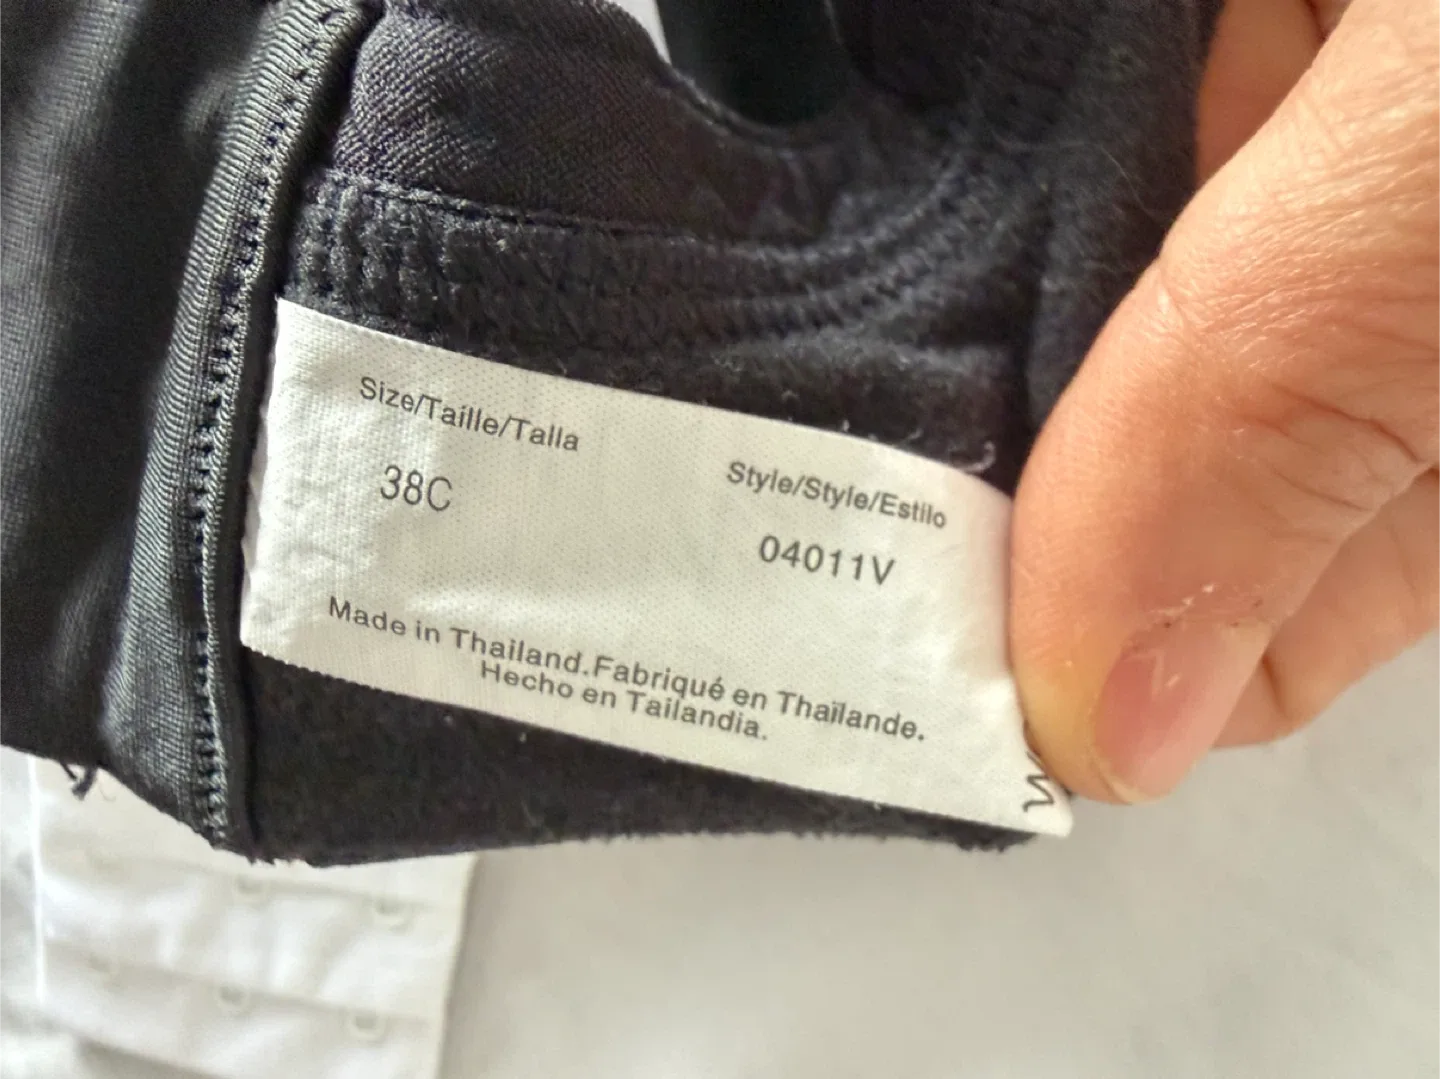 Size/Taille/Talla
38C
Style/Style/Estilo
04011V
Made in Thailand.Fabriqué en Thaïlande.
Hecho en Tailandia.